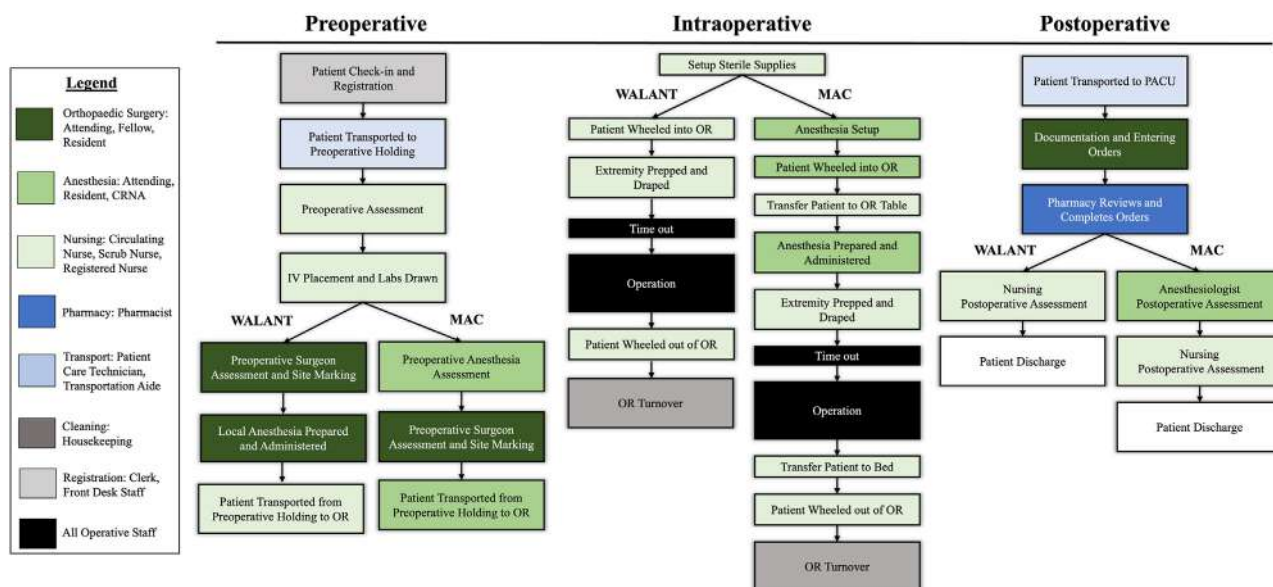 Preoperative
Intraoperative
Postoperative
Legend
Orthopaedic Surgery:
Attending, Fellow,
Resident
Anesthesia: Attending,
Resident, CRNA
Nursing: Circulating
Nurse, Scrub Nurse,
Registered Nurse
Pharmacy: Pharmacist
Transport: Patient
Care Technician,
Transportation Aide
Cleaning:
Housekeeping
Registration: Clerk,
Front Desk Staff
All Operative Staff
Patient Check-in and
Registration
Patient Transported to
Preoperative Holding
Preoperative Assessment
IV Placement and Labs Drawn
WALANT
MAC
Preoperative Surgeon
Assessment and Site Marking
Local Anesthesia Prepared
and Administered
Patient Transported from
Preoperative Holding to OR
Preoperative Anesthesia
Assessment
Preoperative Surgeon
Assessment and Site Marking
Patient Transported from
Preoperative Holding to OR
Setup Sterile Supplies
WALANT
MAC
Patient Wheeled into OR
Extremity Prepped and
Draped
Time out
Operation
Patient Wheeled out of OR
OR Turnover
Anesthesia Setup
Patient Wheeled into OR
Transfer Patient to OR Table
Anesthesia Prepared and
Administered
Extremity Prepped and
Draped
Time out
Operation
Transfer Patient to Bed
Patient Wheeled out of OR
OR Turnover
Patient Transported to PACU
Documentation and Entering
Orders
Pharmacy Reviews and
Completes Orders
WALANT
MAC
Nursing
Postoperative Assessment
Patient Discharge
Anesthesiologist
Postoperative Assessment
Nursing
Postoperative Assessment
Patient Discharge